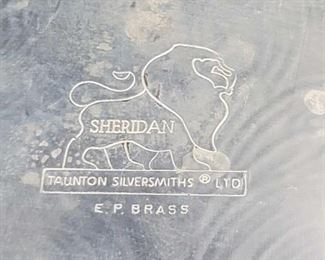 SHERIDAN
TAUNTON SILVERSMITHS ® LTD
E.P. BRASS